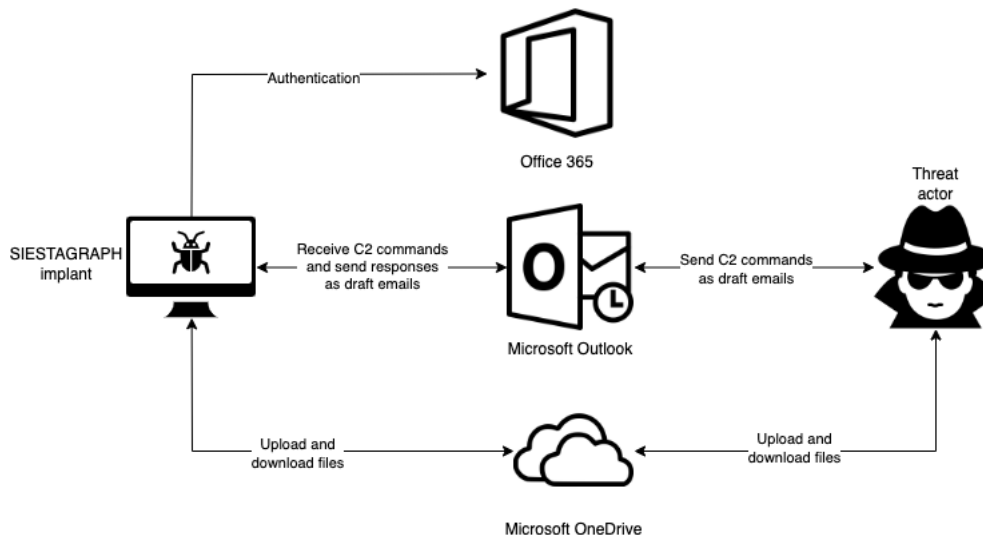 Authentication
Office 365
Threat
actor
SIESTAGRAPH
implant
Receive C2 commands
and send responses
as draft emails
O
Send C2 commands
as draft emails
Microsoft Outlook
Upload and
download files
Upload and
download files
Microsoft OneDrive